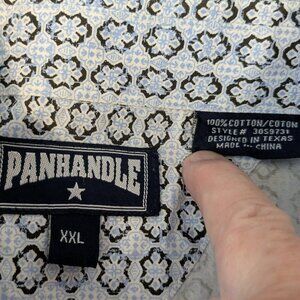 PANHANDLE
XXL
100% COTTON/COTON
STYLE # 30S9731
DESIGNED IN TEXAS
MADE IN CHINA